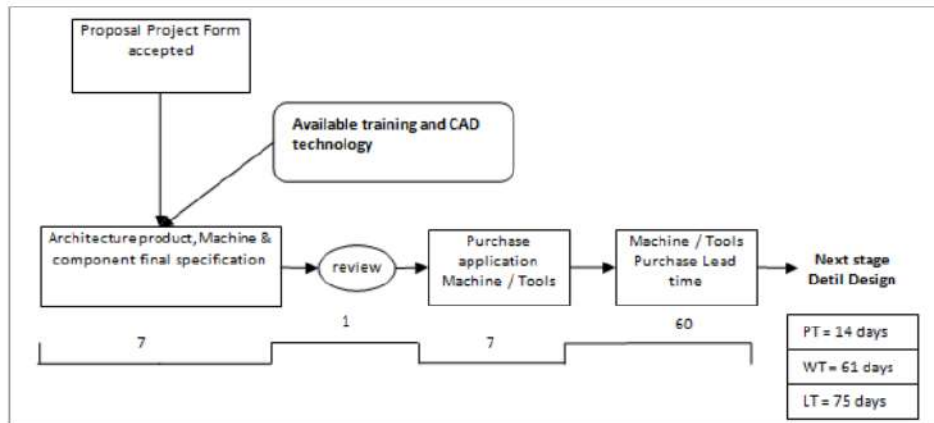 Proposal Project Form
accepted
Available training and CAD
technology
Architecture product, Machine &
component final specification
review
Purchase
application
Machine / Tools
Machine / Tools
Purchase Lead
time
Next stage
Detil Design
7
1
7
60
PT = 14 days
WT = 61 days
LT = 75 days